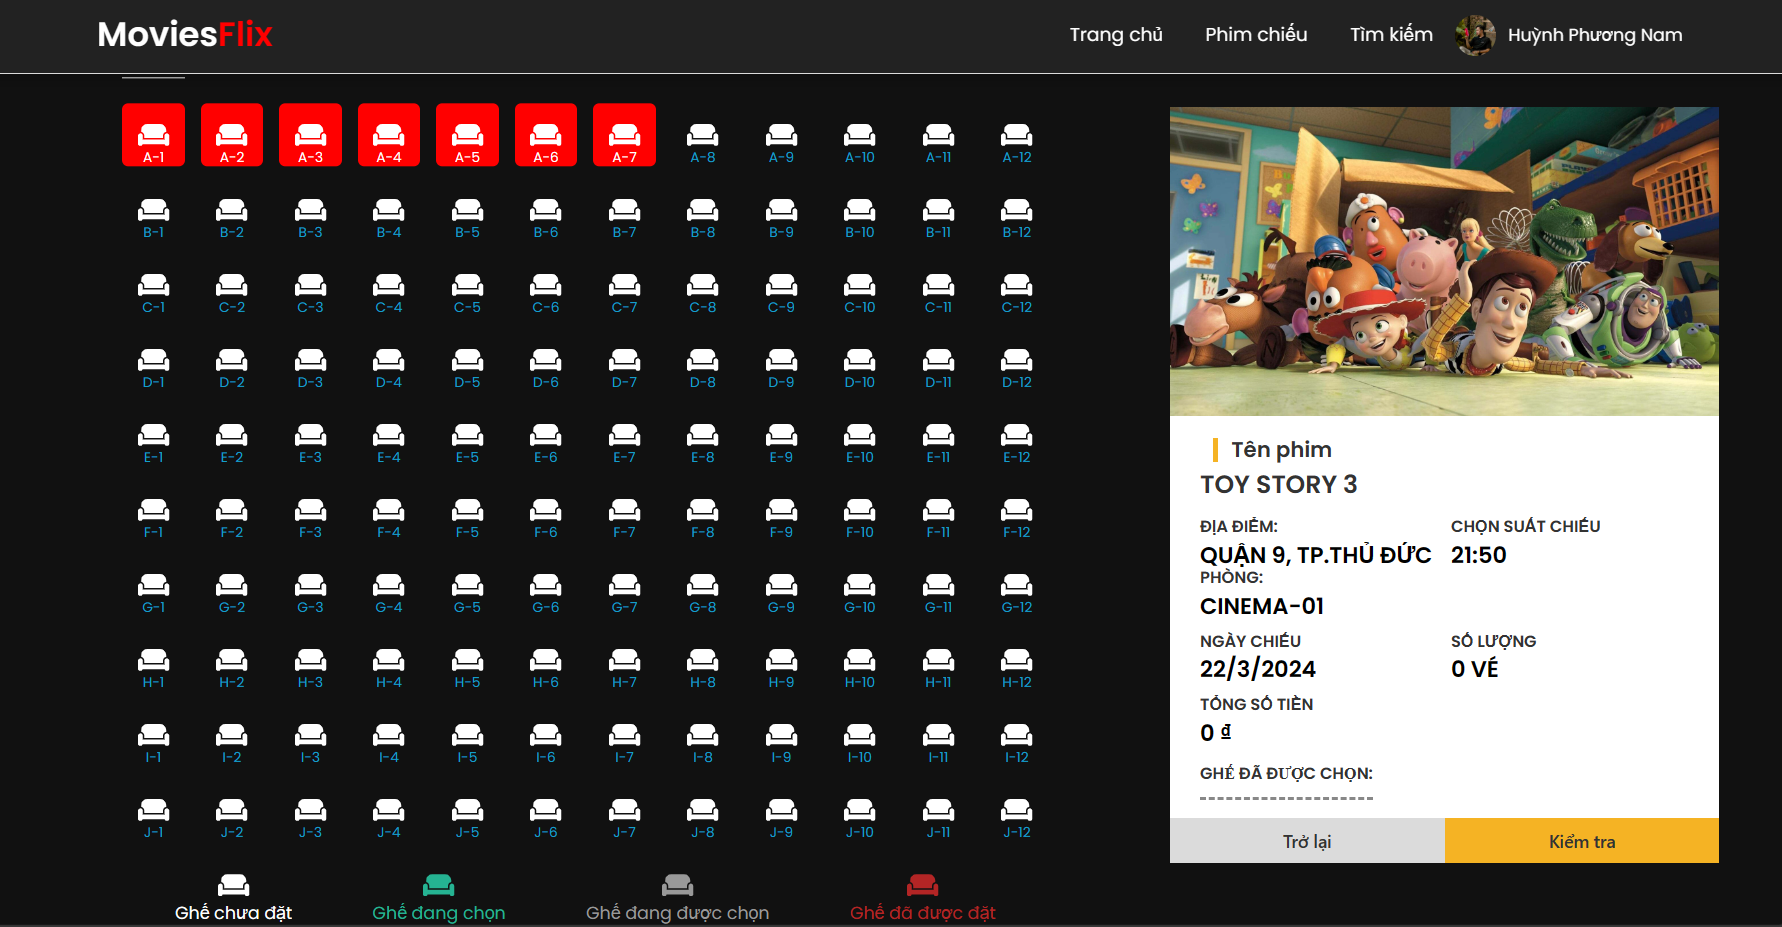 MoviesFlix
Trang chủ Phim chiếu Tìm kiếm Huỳnh Phương Nam
A-1 A-2 A-3 A-4 A-5 A-6 A-7 A-8 A-9 A-10 A-11 A-12
B-1 B-2 B-3 B-4 B-5 B-6 B-7 B-8 B-9 B-10 B-11 B-12
C-1 C-2 C-3 C-4 C-5 C-6 C-7 C-8 C-9 C-10 C-11 C-12
D-1 D-2 D-3 D-4 D-5 D-6 D-7 D-8 D-9 D-10 D-11 D-12
E-1 E-2 E-3 E-4 E-5 E-6 E-7 E-8 E-9 E-10 E-11 E-12
F-1 F-2 F-3 F-4 F-5 F-6 F-7 F-8 F-9 F-10 F-11 F-12
G-1 G-2 G-3 G-4 G-5 G-6 G-7 G-8 G-9 G-10 G-11 G-12
H-1 H-2 H-3 H-4 H-5 H-6 H-7 H-8 H-9 H-10 H-11 H-12
I-1 I-2 I-3 I-4 I-5 I-6 I-7 I-8 I-9 I-10 I-11 I-12
J-1 J-2 J-3 J-4 J-5 J-6 J-7 J-8 J-9 J-10 J-11 J-12
Ghế chưa đặt Ghế đang chọn Ghế đang được chọn Ghế đã được đặt
Tên phim
TOY STORY 3
ĐỊA ĐIỂM: CHỌN SUẤT CHIẾU
QUẬN 9, TP.THỦ ĐỨC 21:50
PHÒNG:
CINEMA-01
NGÀY CHIẾU SỐ LƯỢNG
22/3/2024 0 VÉ
TỔNG SỐ TIỀN
0 ₫
GHẾ ĐÃ ĐƯỢC CHỌN:
Trở lại Kiểm tra